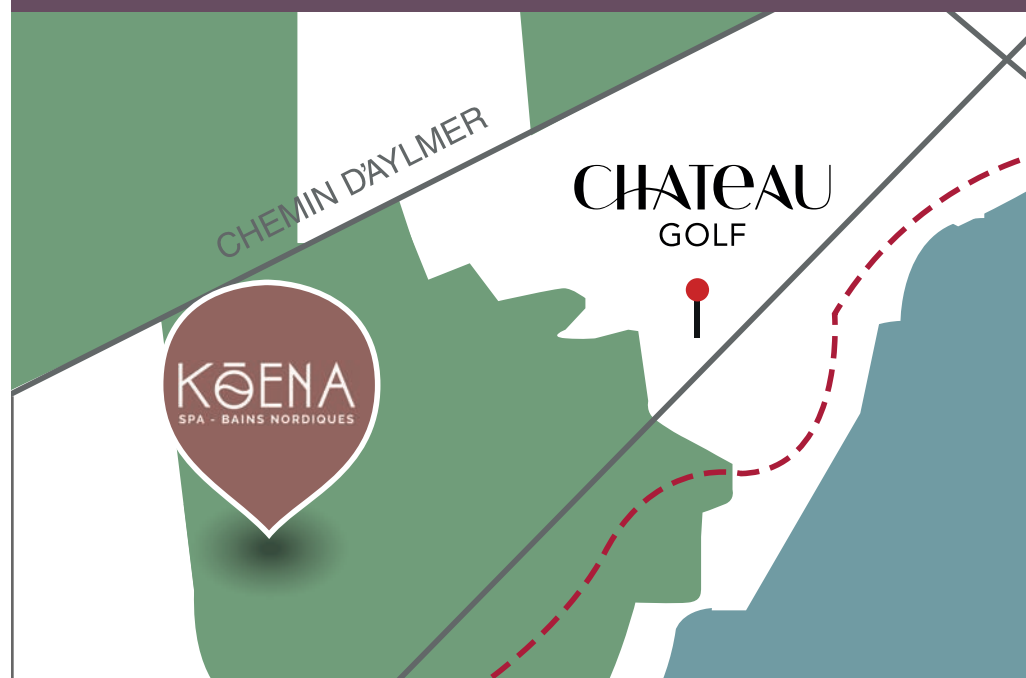 CHEMIN D'AYLMER
CHATEAU
GOLF
KŌENA
SPA - BAINS NORDIQUES